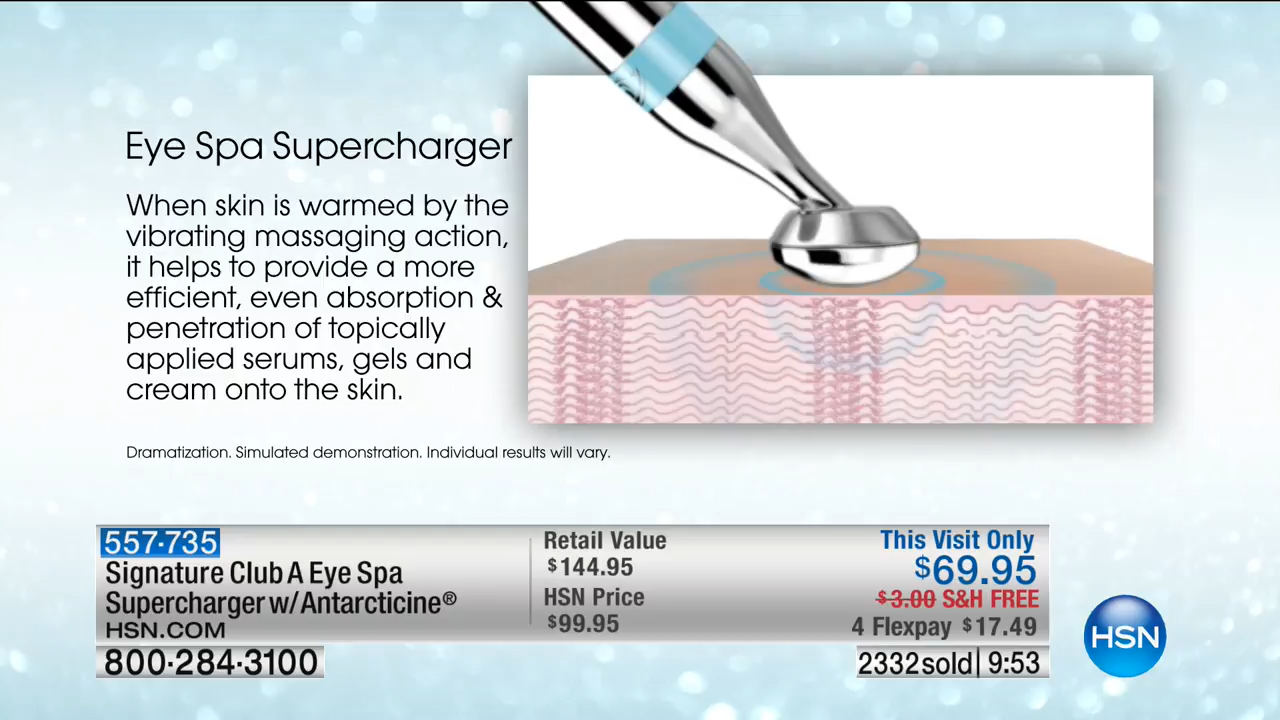 Eye Spa Supercharger
When skin is warmed by the
vibrating massaging action,
it helps to provide a more
efficient, even absorption &
penetration of topically
applied serums, gels and
cream onto the skin.
Dramatization. Simulated demonstration. Individual results will vary.
557·735
Signature Club A Eye Spa
Supercharger w/Antarcticine®
HSN.COM
800·284·3100
Retail Value
$144.95
HSN Price
$99.95
This Visit Only
$69.95
$3.00 S&H FREE
4 Flexpay $17.49
2332 sold | 9:53
HSN